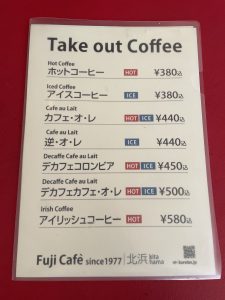 Take out Coffee
Hot Coffee
ホットコーヒー HOT ¥380込
Iced Coffee
アイスコーヒー ICE ¥380込
Cafe au Lait
カフェ・オ・レ HOT ICE ¥440込
Cafe au Lait
逆・オ・レ ICE ¥440込
Decaffe Cafe au Lait
デカフェコロンビア HOT ICE ¥450込
Decaffe Cafe au Lait
デカフェカフェ・オ・レ HOT ICE ¥500込
Irish Coffee
アイリッシュコーヒー HOT ICE ¥580込
Fuji Café since1977 北浜 kita hama